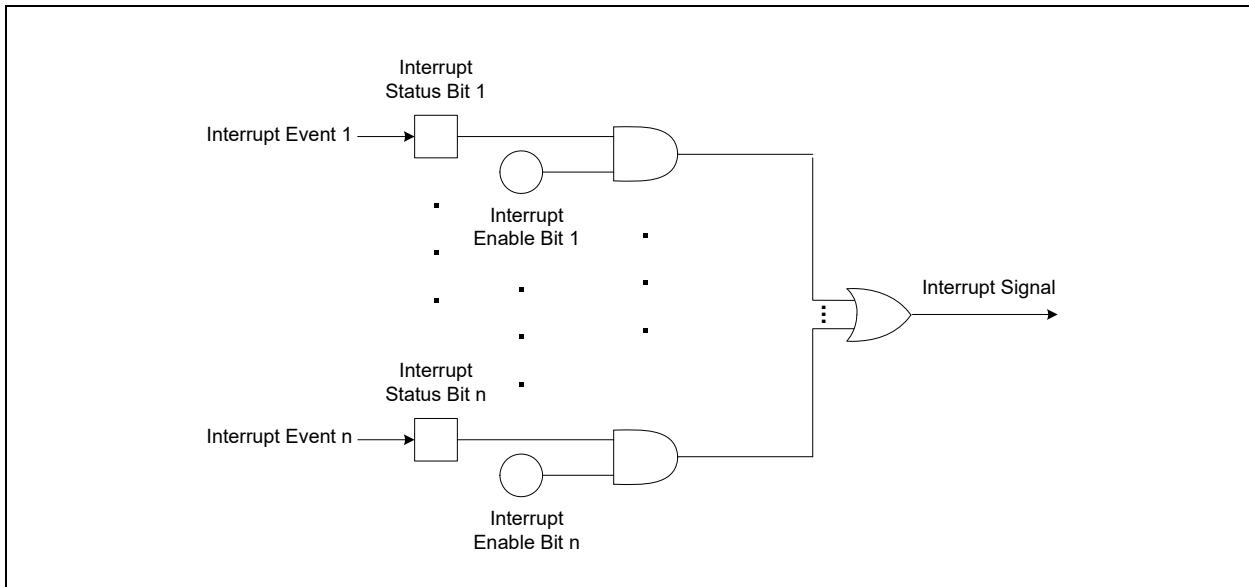 Interrupt
Status Bit 1
Interrupt Event 1
Interrupt
Enable Bit 1
Interrupt Signal
Interrupt
Status Bit n
Interrupt Event n
Interrupt
Enable Bit n